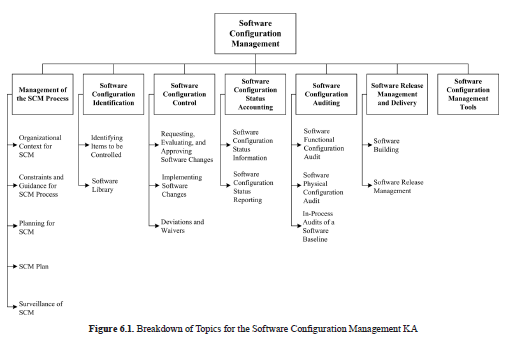 Software
Configuration
Management
Management of
the SCM Process
Software
Configuration
Identification
Software
Configuration
Control
Software
Configuration
Status
Accounting
Software
Configuration
Auditing
Software Release
Management
and Delivery
Software
Configuration
Management
Tools
Organizational
Context for
SCM
Constraints and
Guidance for
SCM Process
Planning for
SCM
SCM Plan
Surveillance of
SCM
Identifying
Items to be
Controlled
Software
Library
Requesting,
Evaluating, and
Approving
Software Changes
Implementing
Software
Changes
Deviations and
Waivers
Software
Configuration
Status
Information
Software
Configuration
Status
Reporting
Software
Functional
Configuration
Audit
Software
Physical
Configuration
Audit
In-Process
Audits of a
Software
Baseline
Software
Building
Software Release
Management
Figure 6.1. Breakdown of Topics for the Software Configuration Management KA